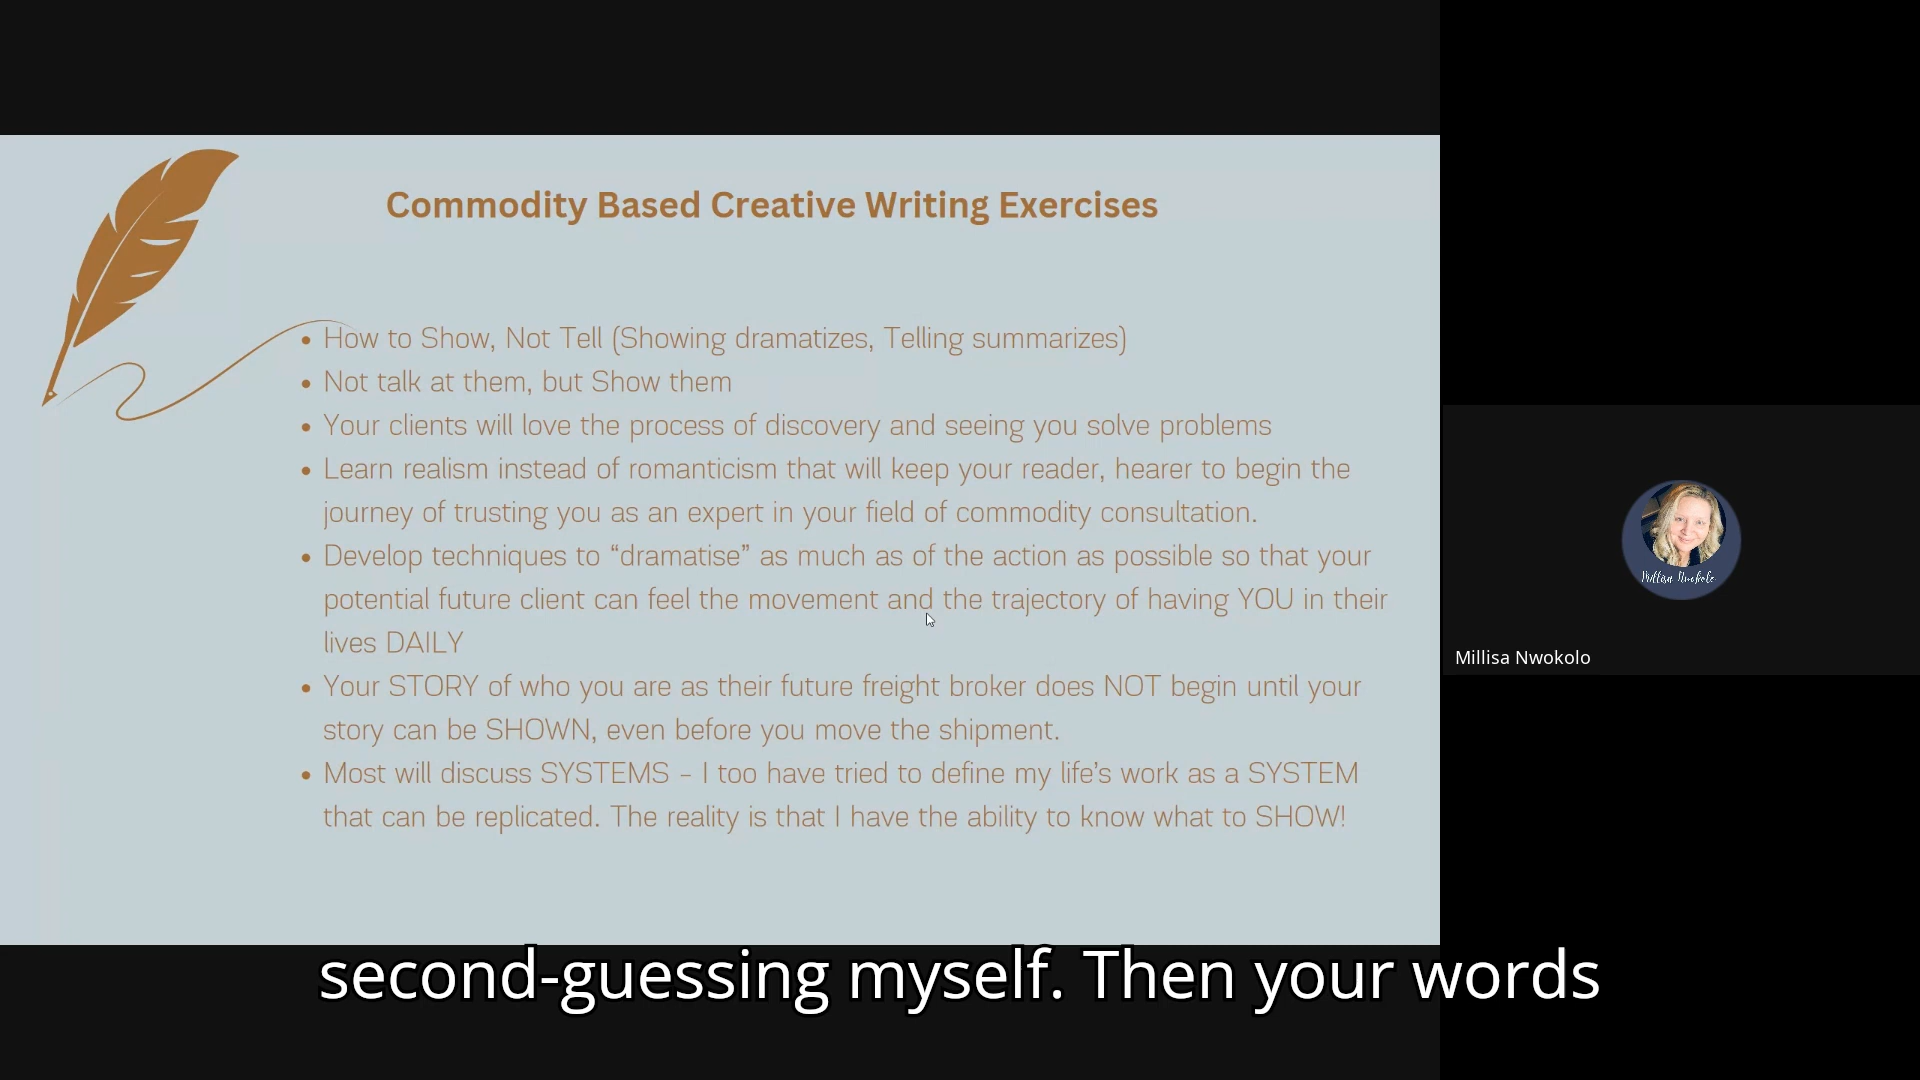 Commodity Based Creative Writing Exercises
• How to Show, Not Tell (Showing dramatizes, Telling summarizes)
• Not talk at them, but Show them
• Your clients will love the process of discovery and seeing you solve problems
• Learn realism instead of romanticism that will keep your reader, hearer to begin the
journey of trusting you as an expert in your field of commodity consultation.
• Develop techniques to “dramatise” as much as of the action as possible so that your
potential future client can feel the movement and the trajectory of having YOU in their
lives DAILY
• Your STORY of who you are as their future freight broker does NOT begin until your
story can be SHOWN, even before you move the shipment.
• Most will discuss SYSTEMS – I too have tried to define my life’s work as a SYSTEM
that can be replicated. The reality is that I have the ability to know what to SHOW!
Millisa Nwokolo
Millisa Nwokolo
second-guessing myself. Then your words